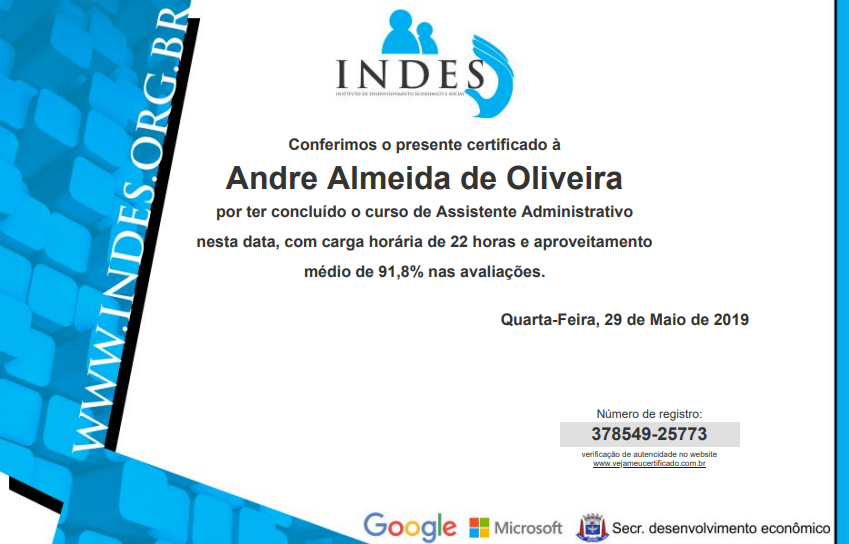 WWW.INDES.ORG.BR
INDES
INSTITUTO DE DESENVOLVIMENTO ECONOMICO E SOCIAL
Conferimos o presente certificado à
Andre Almeida de Oliveira
por ter concluído o curso de Assistente Administrativo
nesta data, com carga horária de 22 horas e aproveitamento
médio de 91,8% nas avaliações.
Quarta-Feira, 29 de Maio de 2019
Número de registro:
378549-25773
verificação de autencidade no website
www.vejameucertificado.com.br
Google Microsoft Secr. desenvolvimento econômico